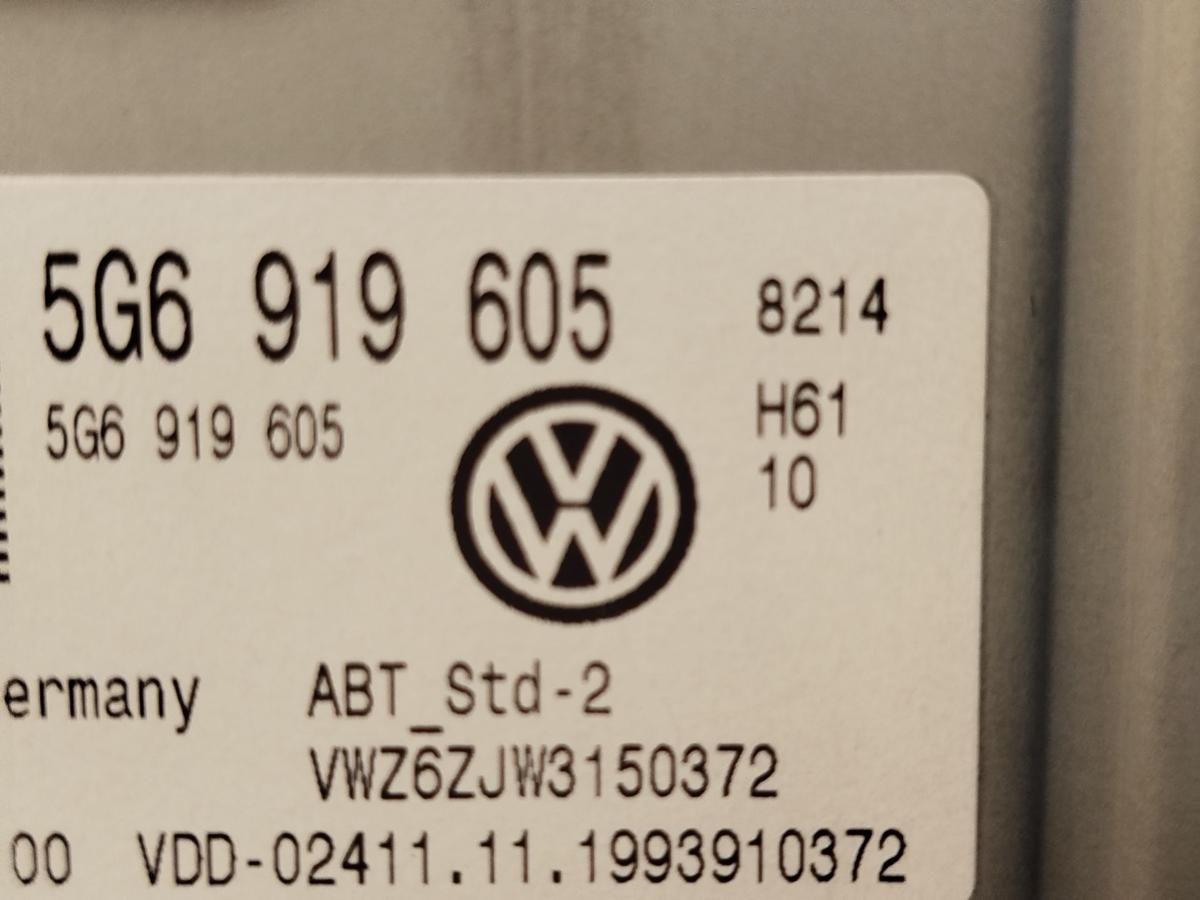 5G6 919 605 8214
5G6 919 605 H61
10
ermany ABT_Std-2
VWZ6ZJW3150372
00 VDD-02411.11.1993910372